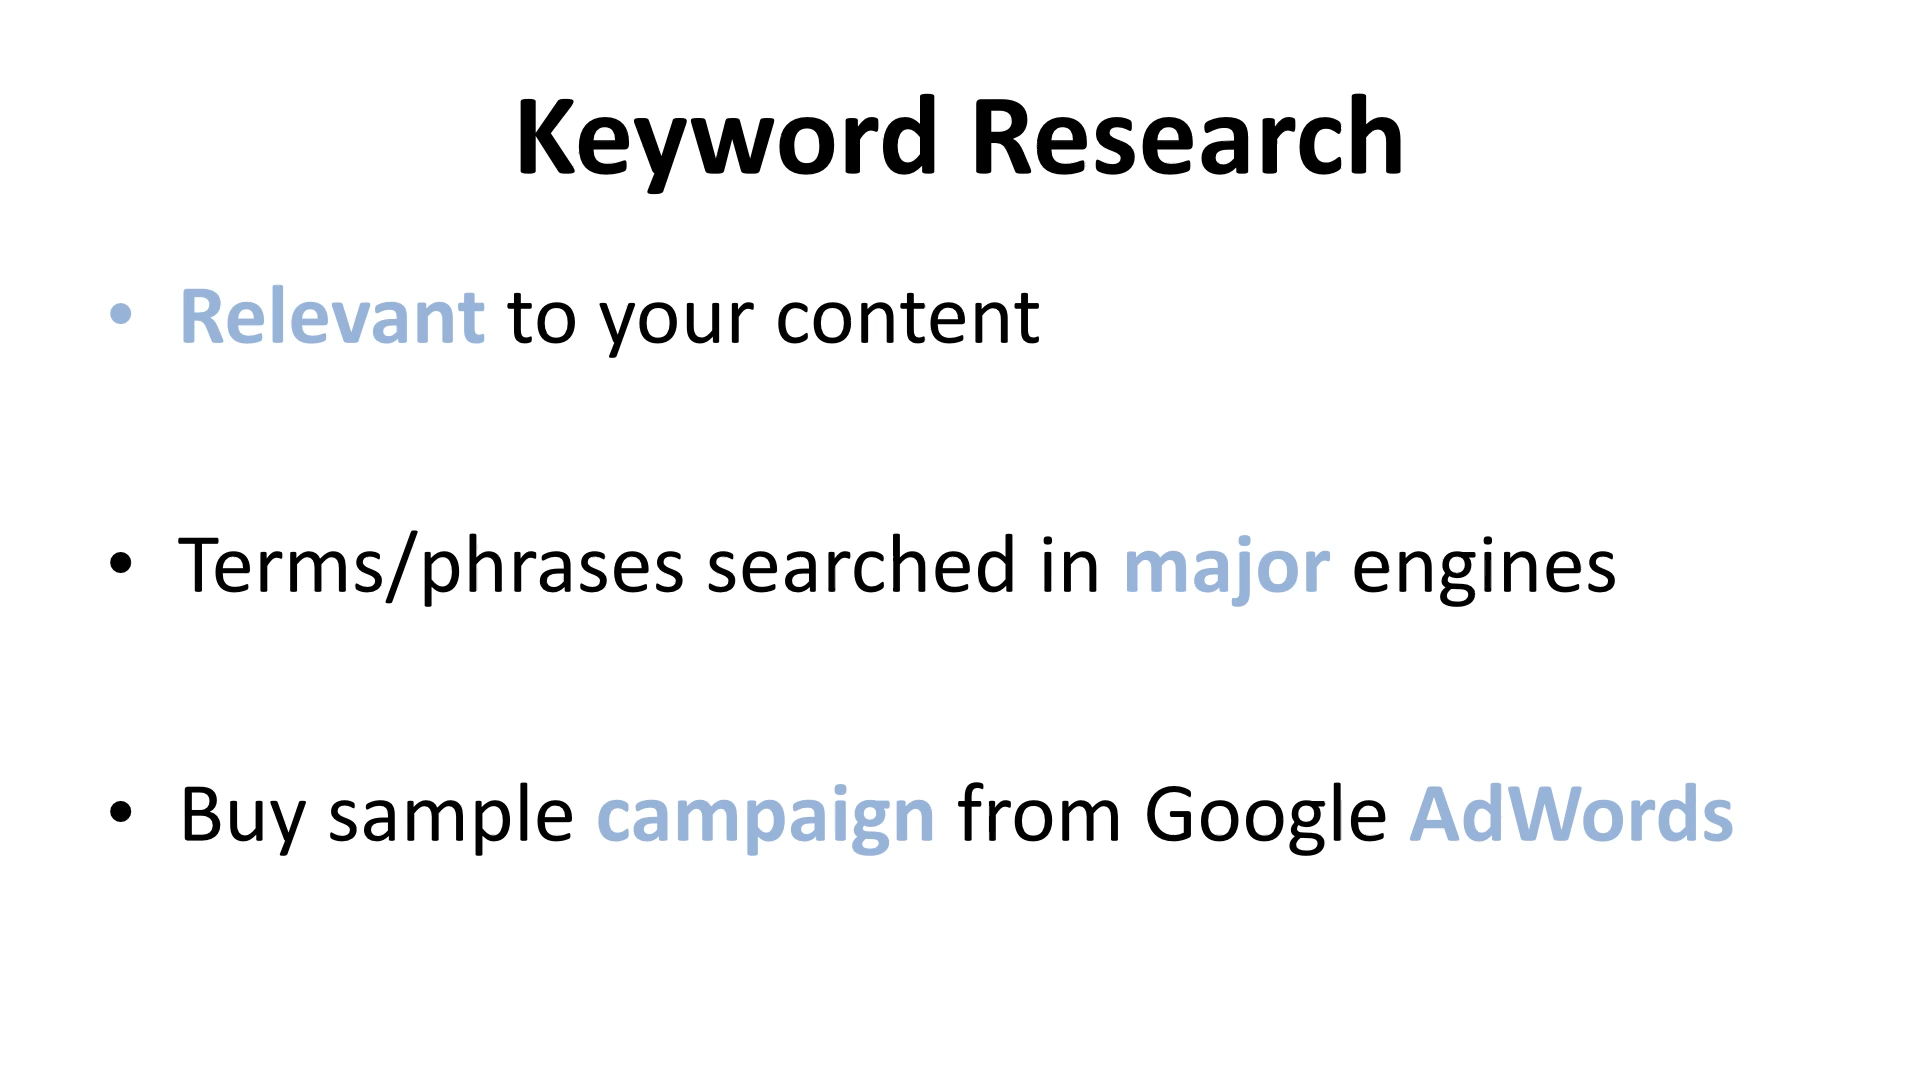 Keyword Research
• Relevant to your content
• Terms/phrases searched in major engines
• Buy sample campaign from Google AdWords